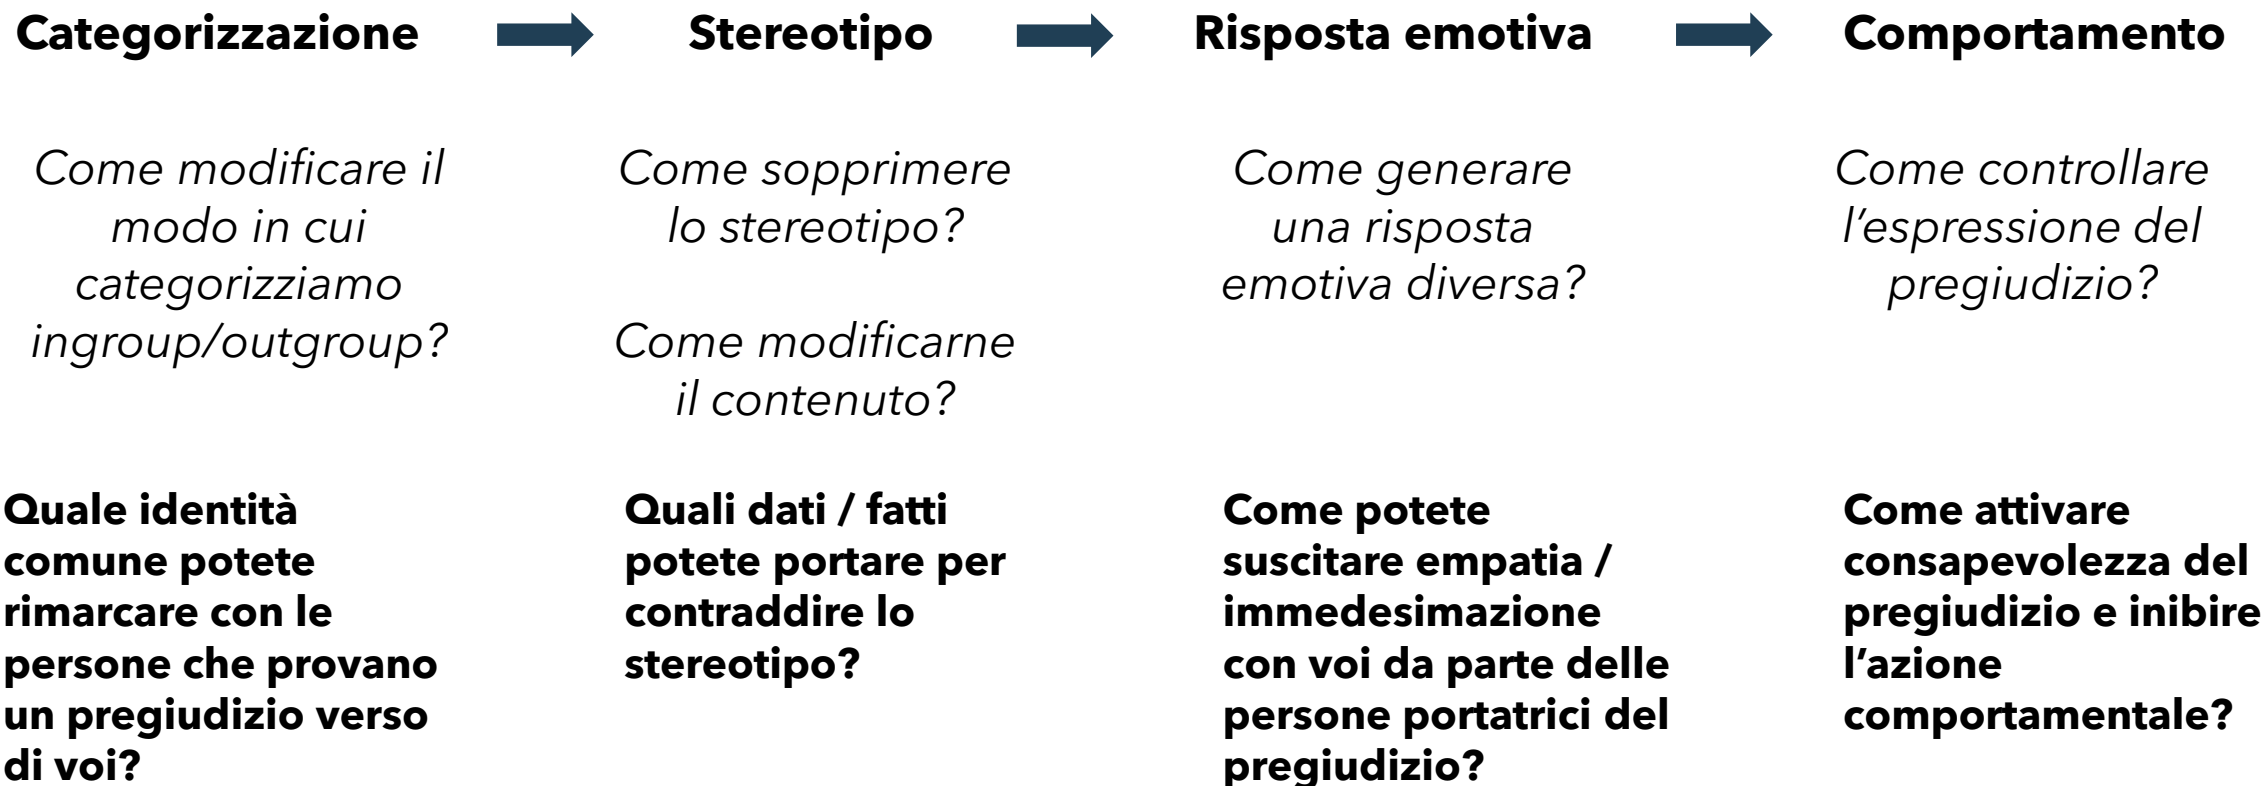 Categorizzazione
Stereotipo
Risposta emotiva
Comportamento
Come modificare il
modo in cui
categorizziamo
ingroup/outgroup?
Come sopprimere
lo stereotipo?
Come modificarne
il contenuto?
Come generare
una risposta
emotiva diversa?
Come controllare
l’espressione del
pregiudizio?
Quale identità
comune potete
rimarcare con le
persone che provano
un pregiudizio verso
di voi?
Quali dati / fatti
potete portare per
contraddire lo
stereotipo?
Come potete
suscitare empatia /
immedesimazione
con voi da parte delle
persone portatrici del
pregiudizio?
Come attivare
consapevolezza del
pregiudizio e inibire
l’azione
comportamentale?